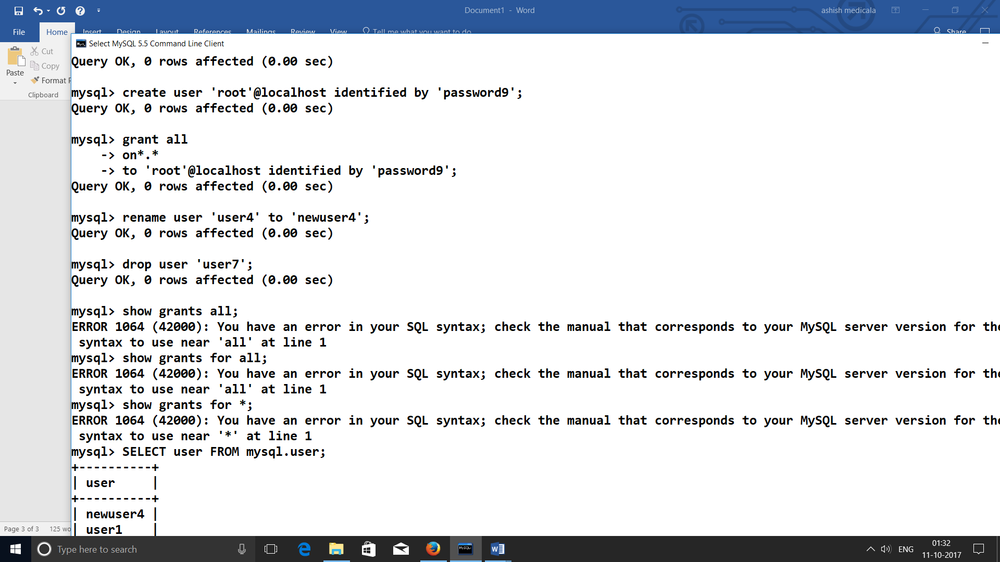 Document1 - Word
ashish medicala
File Home Insert Design Layout References Mailings Review View Tell me what you want to do Share
Select MySQL 5.5 Command Line Client
Cut
Copy
Paste
Format
Clipboard
Query OK, 0 rows affected (0.00 sec)
mysql> create user 'root'@localhost identified by 'password9';
Query OK, 0 rows affected (0.00 sec)
mysql> grant all
-> on*.*
-> to 'root'@localhost identified by 'password9';
Query OK, 0 rows affected (0.00 sec)
mysql> rename user 'user4' to 'newuser4';
Query OK, 0 rows affected (0.00 sec)
mysql> drop user 'user7';
Query OK, 0 rows affected (0.00 sec)
mysql> show grants all;
ERROR 1064 (42000): You have an error in your SQL syntax; check the manual that corresponds to your MySQL server version for the
syntax to use near 'all' at line 1
mysql> show grants for all;
ERROR 1064 (42000): You have an error in your SQL syntax; check the manual that corresponds to your MySQL server version for the
syntax to use near 'all' at line 1
mysql> show grants for *;
ERROR 1064 (42000): You have an error in your SQL syntax; check the manual that corresponds to your MySQL server version for the
syntax to use near '*' at line 1
mysql> SELECT user FROM mysql.user;
+----------+
| user     |
+----------+
| newuser4 |
| user1    |
Page 3 of 3 125 wo
Type here to search
ENG
01:32
11-10-2017